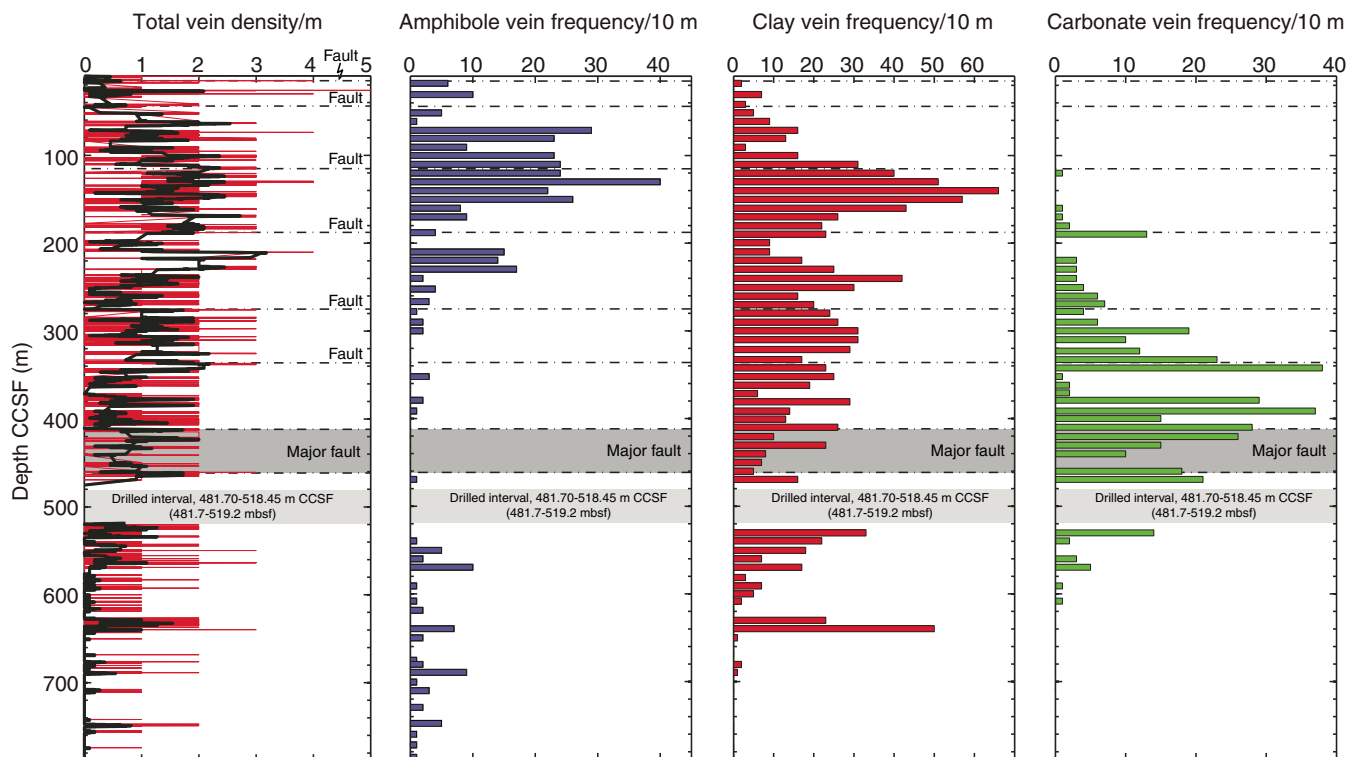 Total vein density/m
Amphibole vein frequency/10 m
Clay vein frequency/10 m
Carbonate vein frequency/10 m
Fault
0 1 2 3 4 5
0 10 20 30 40
0 10 20 30 40 50 60
0 10 20 30 40
Fault
100
Fault
200
Fault
300
Fault
Fault
400
Major fault
Major fault
Major fault
Drilled interval, 481.70-518.45 m CCSF
(481.7-519.2 mbsf)
Drilled interval, 481.70-518.45 m CCSF
(481.7-519.2 mbsf)
Drilled interval, 481.70-518.45 m CCSF
(481.7-519.2 mbsf)
Drilled interval, 481.70-518.45 m CCSF
(481.7-519.2 mbsf)
500
600
700
Depth CCSF (m)